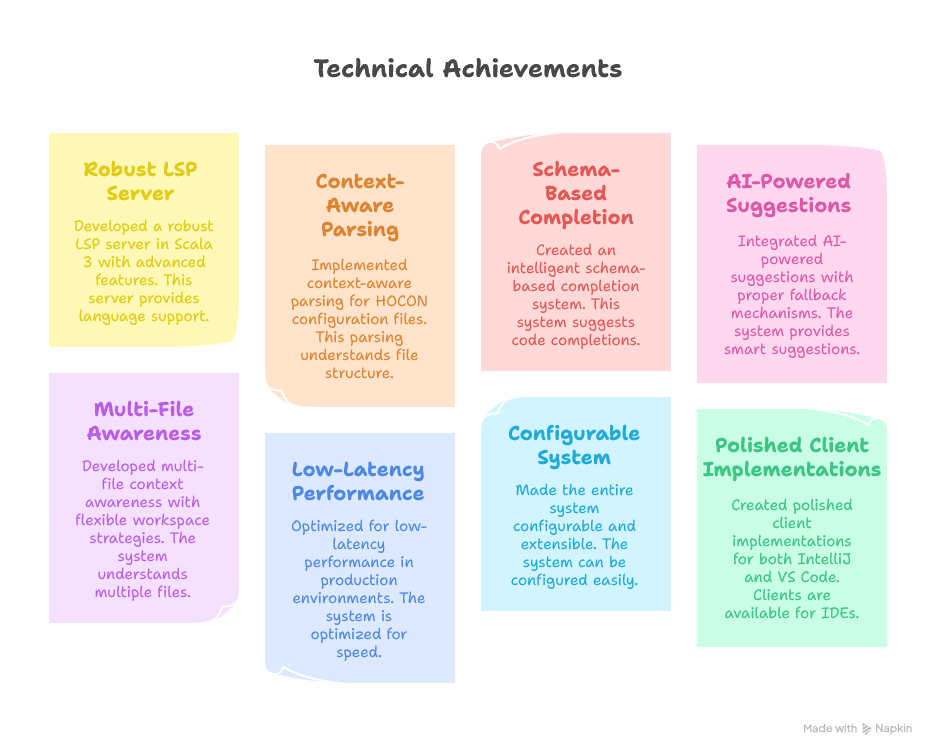 Technical Achievements
Robust LSP
Server
Developed a robust
LSP server in Scala
3 with advanced
features. This
server provides
language support.
Context-
Aware
Parsing
Implemented
context-aware
parsing for HOCON
configuration files.
This parsing
understands file
structure.
Schema-
Based
Completion
Created an
intelligent schema-
based completion
system. This
system suggests
code completions.
AI-Powered
Suggestions
Integrated AI-
powered
suggestions with
proper fallback
mechanisms. The
system provides
smart suggestions.
Multi-File
Awareness
Developed multi-
file context
awareness with
flexible workspace
strategies. The
system
understands
multiple files.
Low-Latency
Performance
Optimized for low-
latency
performance in
production
environments. The
system is
optimized for
speed.
Configurable
System
Made the entire
system
configurable and
extensible. The
system can be
configured easily.
Polished Client
Implementations
Created polished
client
implementations
for both IntelliJ
and VS Code.
Clients are
available for IDEs.
Made with Napkin